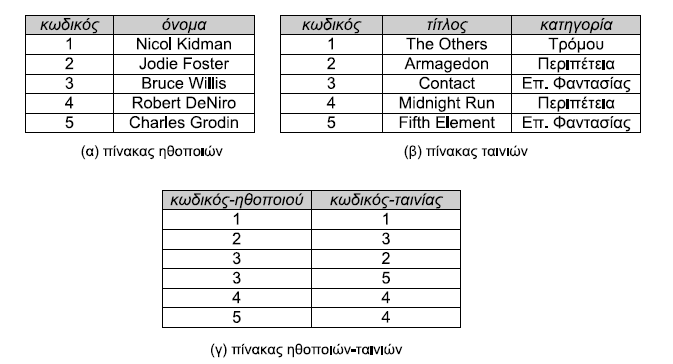 κωδικός όνομα
1 Nicol Kidman
2 Jodie Foster
3 Bruce Willis
4 Robert DeNiro
5 Charles Grodin
(α) πίνακας ηθοποιών
κωδικός τίτλος κατηγορία
1 The Others Τρόμου
2 Armagedon Περιπέτεια
3 Contact Επ. Φαντασίας
4 Midnight Run Περιπέτεια
5 Fifth Element Επ. Φαντασίας
(β) πίνακας ταινιών
κωδικός-ηθοποιού κωδικός-ταινίας
1 1
2 3
3 2
3 5
4 4
5 4
(γ) πίνακας ηθοποιών-ταινιών